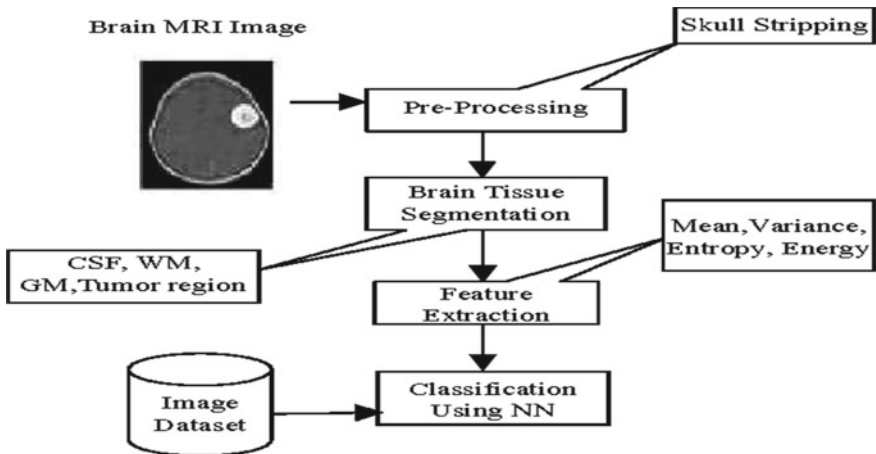 Brain MRI Image
Skull Stripping
Pre-Processing
Brain Tissue
Segmentation
Mean,Variance,
Entropy, Energy
CSF, WM,
GM,Tumor region
Feature
Extraction
Image
Dataset
Classification
Using NN